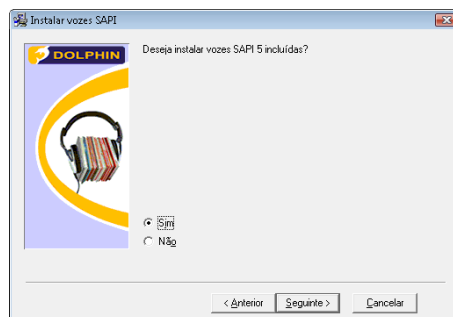 Instalar vozes SAPI
DOLPHIN
Deseja instalar vozes SAPI 5 incluídas?
Sim
Não
< Anterior
Seguinte >
Cancelar